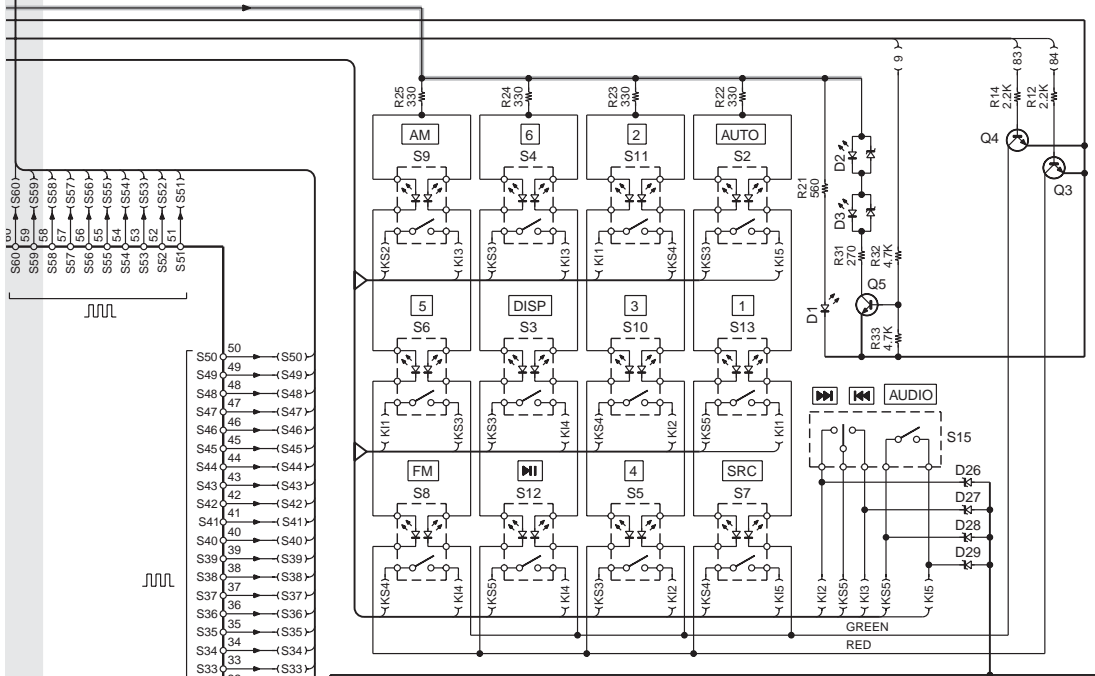 R25 330
R24 330
R23 330
R22 330
R14 2.2K
R12 2.2K
9
83
84
AM
6
2
AUTO
S9
S4
S11
S2
Q4
Q3
D2
D3
R21 560
R31 270
R32 4.7K
Q5
D1
R33 4.7K
(S60)
(S59)
(S58)
(S57)
(S56)
(S55)
(S54)
(S53)
(S52)
(S51)
60
59
58
57
56
55
54
53
52
51
S60
S59
S58
S57
S56
S55
S54
S53
S52
S51
KS2
KI3
KS3
KI3
KI1
KS4
KS3
KI5
5
DISP
3
1
S6
S3
S10
S13
KI1
KS3
KS3
KI4
KS4
KI2
KS5
KI1
FM
4
SRC
S8
S12
S5
S7
KS4
KI4
KS5
KI4
KS3
KI2
KS4
KI5
AUDIO
S15
D26
D27
D28
D29
KI2
KS5
KI3
KS5
KI5
GREEN
RED
S50 50 (S50)
S49 49 (S49)
S48 48 (S48)
S47 47 (S47)
S46 46 (S46)
S45 45 (S45)
S44 44 (S44)
S43 43 (S43)
S42 42 (S42)
S41 41 (S41)
S40 40 (S40)
S39 39 (S39)
S38 38 (S38)
S37 37 (S37)
S36 36 (S36)
S35 35 (S35)
S34 34 (S34)
S33 33 (S33)